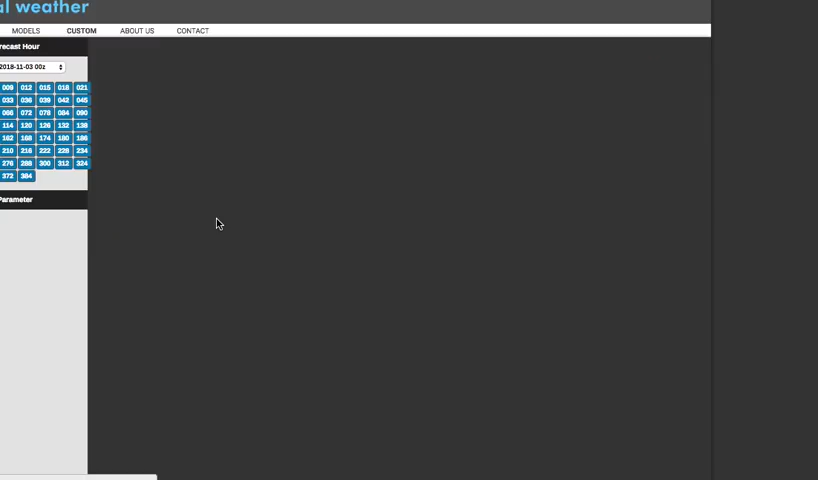 al weather
MODELS CUSTOM ABOUT US CONTACT
recast Hour
2018-11-03 00z
009 012 015 018 021
033 036 039 042 045
066 072 078 084 090
114 120 126 132 138
162 168 174 180 186
210 216 222 228 234
276 288 300 312 324
372 384
Parameter